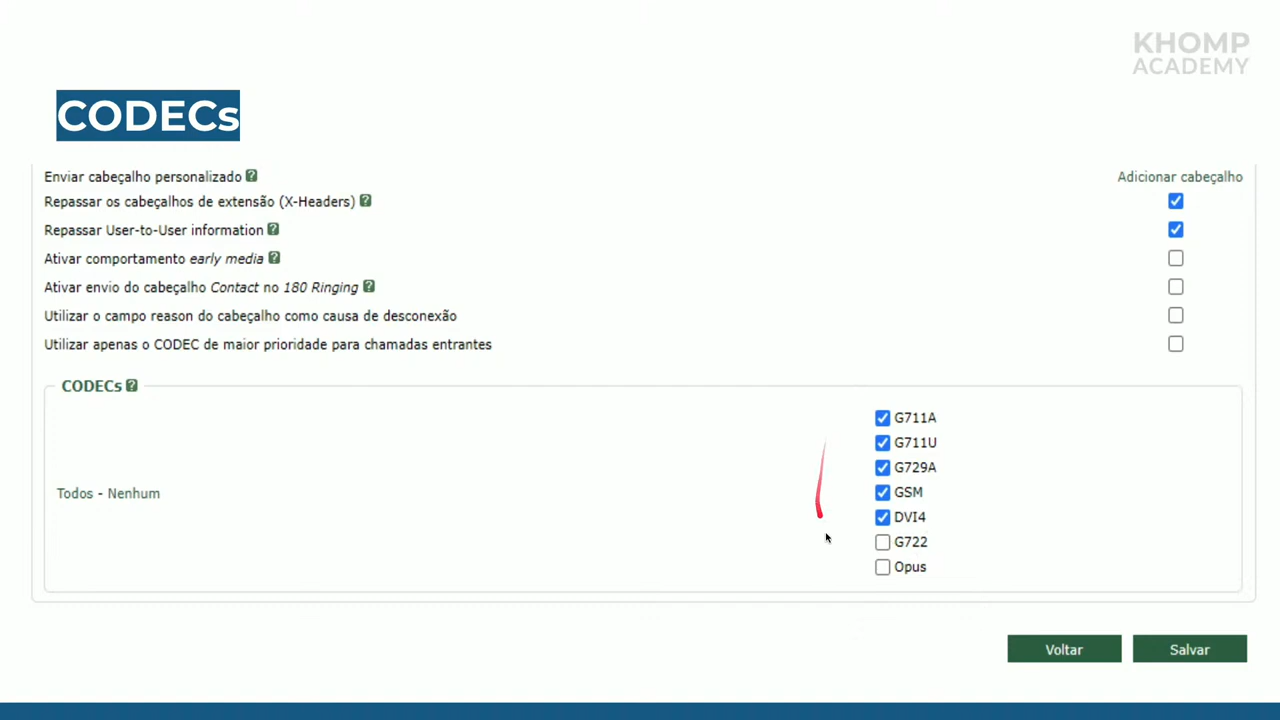 KHOMP
ACADEMY
CODECs
Enviar cabeçalho personalizado ? Adicionar cabeçalho
Repassar os cabeçalhos de extensão (X-Headers) ?
Repassar User-to-User information ?
Ativar comportamento early media ?
Ativar envio do cabeçalho Contact no 180 Ringing ?
Utilizar o campo reason do cabeçalho como causa de desconexão
Utilizar apenas o CODEC de maior prioridade para chamadas entrantes
CODECs ?
Todos - Nenhum
G711A
G711U
G729A
GSM
DVI4
G722
Opus
Voltar
Salvar